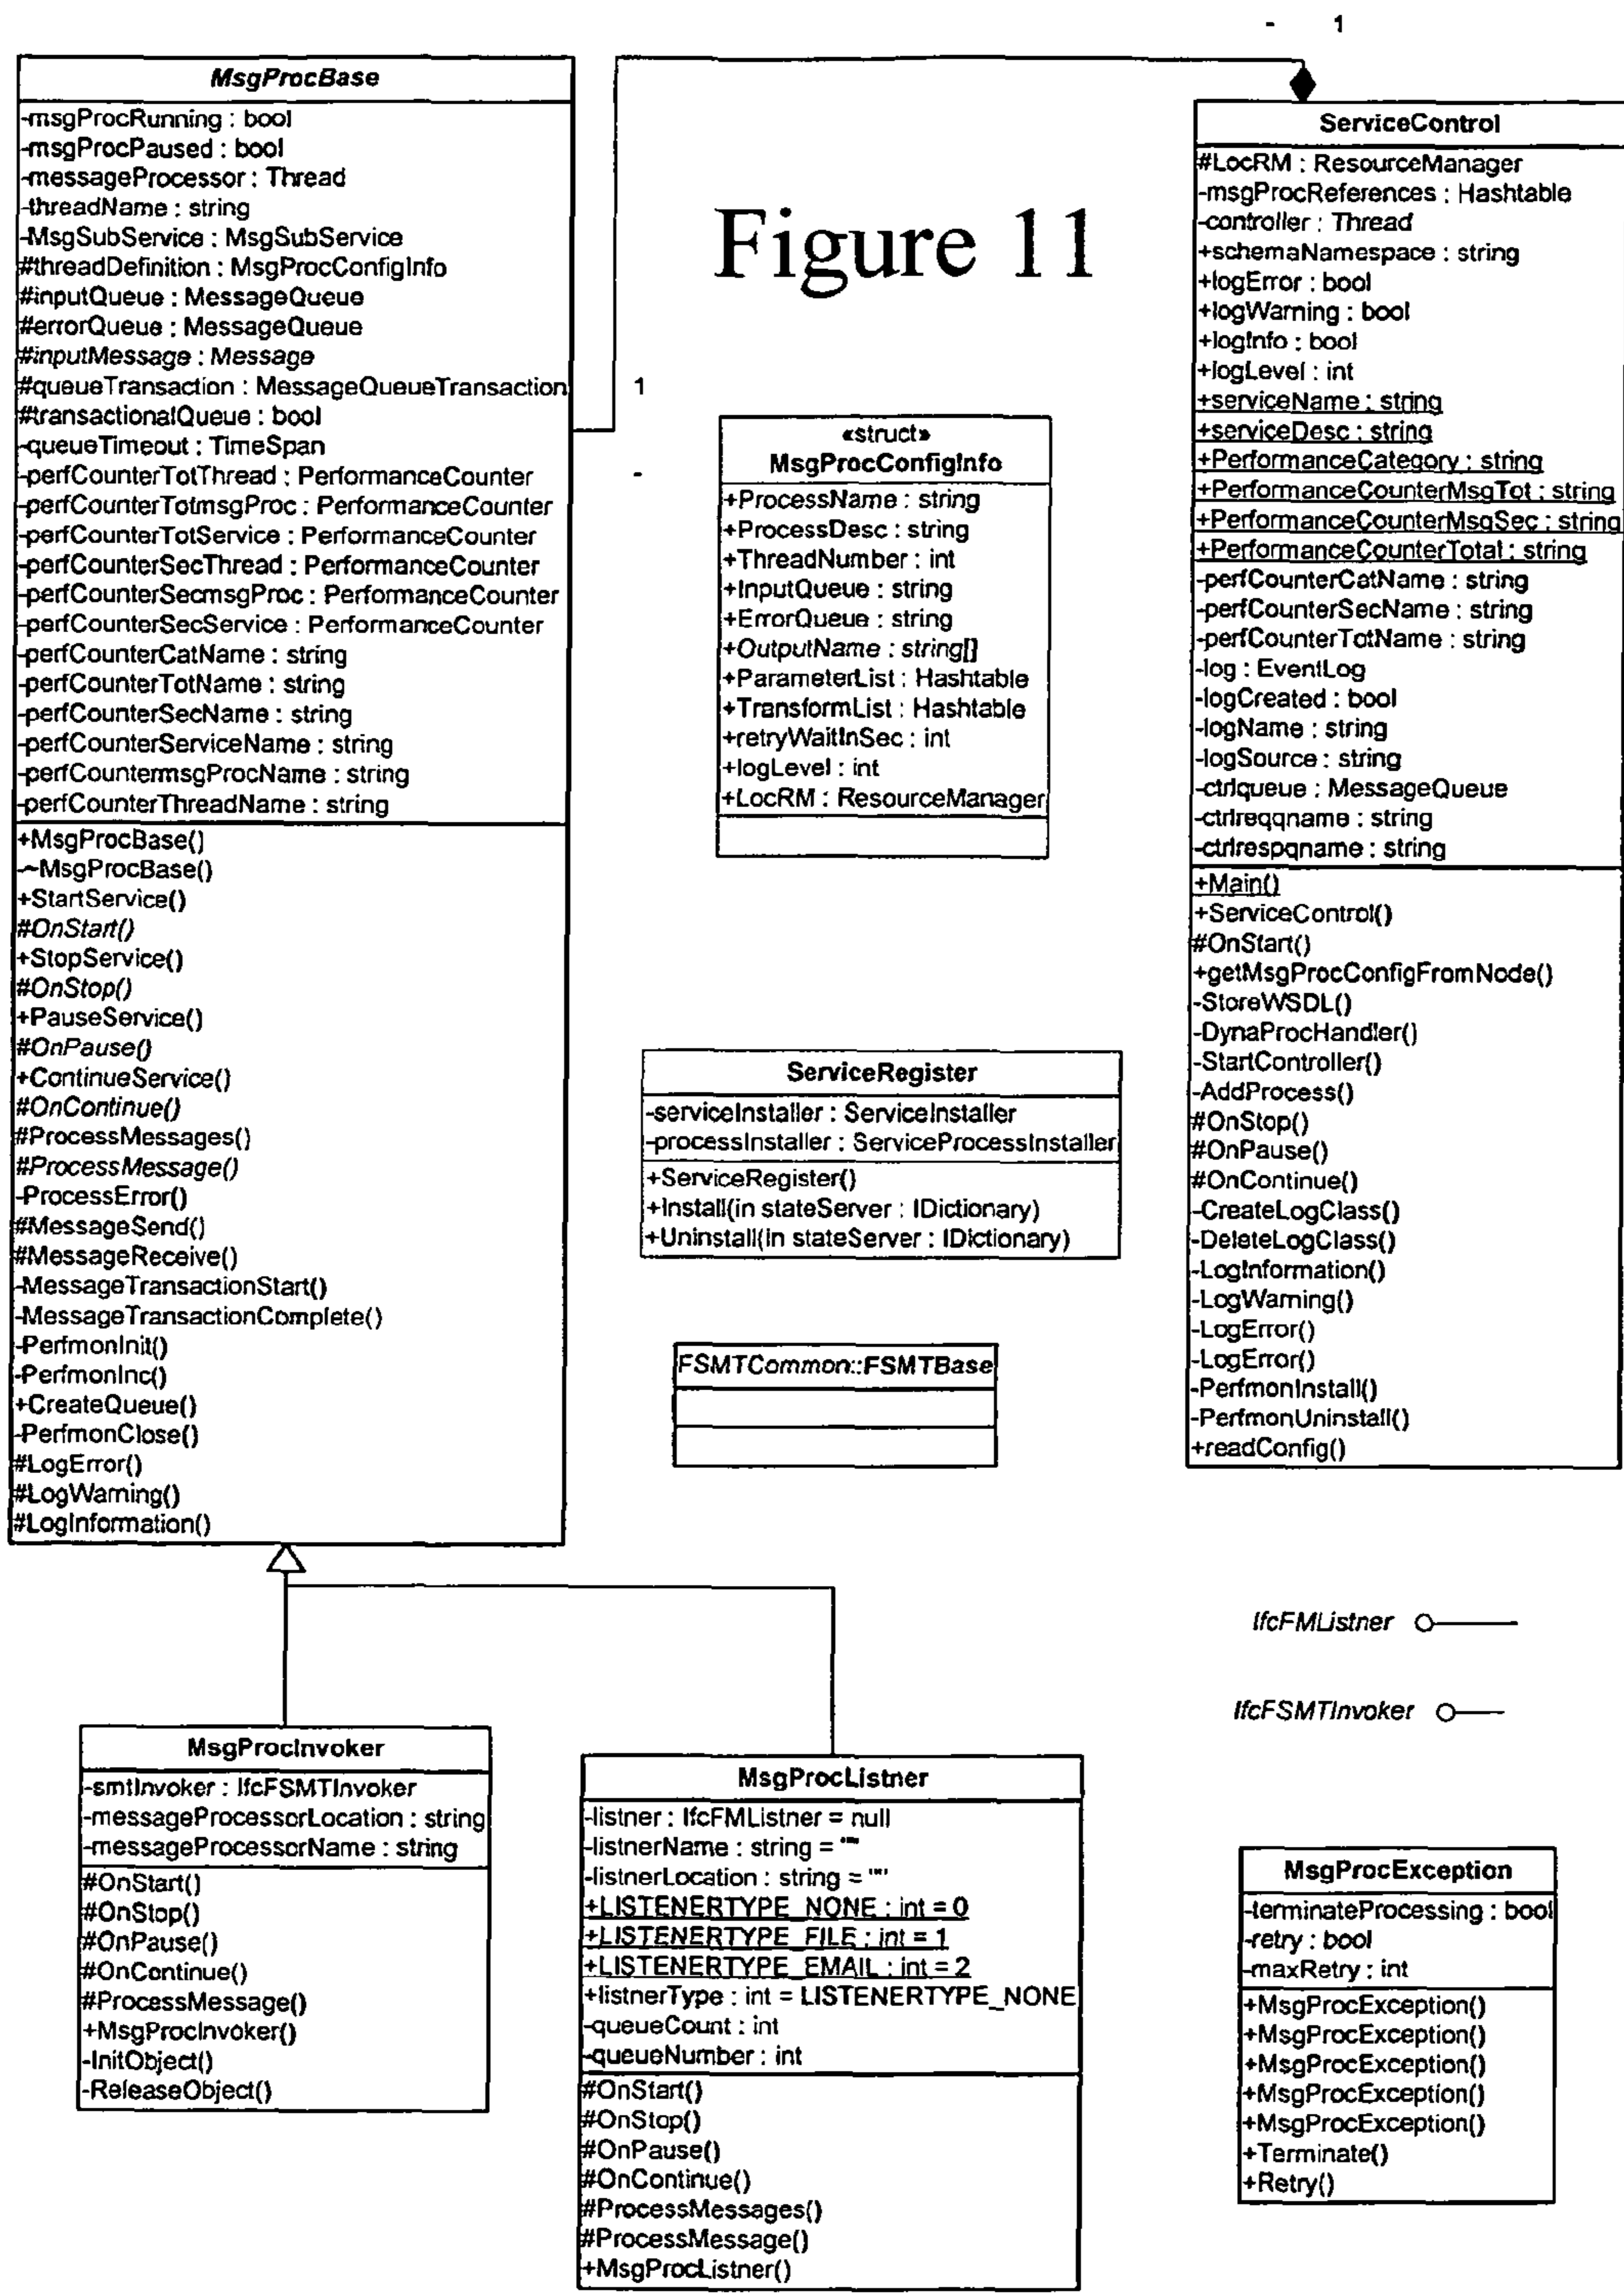 - 1
MsgProcBase
-msgProcRunning : bool
-msgProcPaused : bool
-messageProcessor : Thread
-threadName : string
-MsgSubService : MsgSubService
#threadDefinition : MsgProcConfigInfo
#inputQueue : MessageQueue
#errorQueue : MessageQueue
#inputMessage : Message
#queueTransaction : MessageQueueTransaction
#transactionalQueue : bool
-queueTimeout : TimeSpan
-perfCounterTotThread : PerformanceCounter
-perfCounterTotmsgProc : PerformanceCounter
-perfCounterTotService : PerformanceCounter
-perfCounterSecThread : PerformanceCounter
-perfCounterSecmsgProc : PerformanceCounter
-perfCounterSecService : PerformanceCounter
-perfCounterCatName : string
-perfCounterTotName : string
-perfCounterSecName : string
-perfCounterServiceName : string
-perfCountermsgProcName : string
-perfCounterThreadName : string
+MsgProcBase()
-~MsgProcBase()
+StartService()
#OnStart()
+StopService()
#OnStop()
+PauseService()
#OnPause()
+ContinueService()
#OnContinue()
#ProcessMessages()
#ProcessMessage()
-ProcessError()
#MessageSend()
#MessageReceive()
-MessageTransactionStart()
-MessageTransactionComplete()
-PerfmonInit()
-PerfmonInc()
+CreateQueue()
-PerfmonClose()
#LogError()
#LogWarning()
#LogInformation()
Figure 11
1
-
«struct»
MsgProcConfigInfo
+ProcessName : string
+ProcessDesc : string
+ThreadNumber : int
+InputQueue : string
+ErrorQueue : string
+OutputName : string[]
+ParameterList : Hashtable
+TransformList : Hashtable
+retryWaitInSec : int
+logLevel : int
+LocRM : ResourceManager
ServiceRegister
-serviceInstaller : ServiceInstaller
-processInstaller : ServiceProcessInstaller
+ServiceRegister()
+Install(in stateServer : IDictionary)
+Uninstall(in stateServer : IDictionary)
FSMTCommon::FSMTBase
ServiceControl
#LocRM : ResourceManager
-msgProcReferences : Hashtable
-controller : Thread
+schemaNamespace : string
+logError : bool
+logWarning : bool
+logInfo : bool
+logLevel : int
+serviceName : string
+serviceDesc : string
+PerformanceCategory : string
+PerformanceCounterMsgTot : string
+PerformanceCounterMsgSec : string
+PerformanceCounterTotal : string
-perfCounterCatName : string
-perfCounterSecName : string
-perfCounterTotName : string
-log : EventLog
-logCreated : bool
-logName : string
-logSource : string
-ctrlqueue : MessageQueue
-ctrlreqqname : string
-ctrlrespqname : string
+Main()
+ServiceControl()
#OnStart()
+getMsgProcConfigFromNode()
-StoreWSDL()
-DynaProcHandler()
-StartController()
-AddProcess()
#OnStop()
#OnPause()
#OnContinue()
-CreateLogClass()
-DeleteLogClass()
-LogInformation()
-LogWarning()
-LogError()
-LogError()
-PerfmonInstall()
-PerfmonUninstall()
+readConfig()
MsgProcInvoker
-smtInvoker : IfcFSMTInvoker
-messageProcessorLocation : string
-messageProcessorName : string
#OnStart()
#OnStop()
#OnPause()
#OnContinue()
#ProcessMessage()
+MsgProcInvoker()
-InitObject()
-ReleaseObject()
MsgProcListner
-listner : IfcFMListner = null
-listnerName : string = ""
-listnerLocation : string = ""
+LISTENERTYPE_NONE : int = 0
+LISTENERTYPE_FILE : int = 1
+LISTENERTYPE_EMAIL : int = 2
+listnerType : int = LISTENERTYPE_NONE
-queueCount : int
-queueNumber : int
#OnStart()
#OnStop()
#OnPause()
#OnContinue()
#ProcessMessages()
#ProcessMessage()
+MsgProcListner()
IfcFMListner
IfcFSMTInvoker
MsgProcException
-terminateProcessing : bool
-retry : bool
-maxRetry : int
+MsgProcException()
+MsgProcException()
+MsgProcException()
+MsgProcException()
+MsgProcException()
+Terminate()
+Retry()